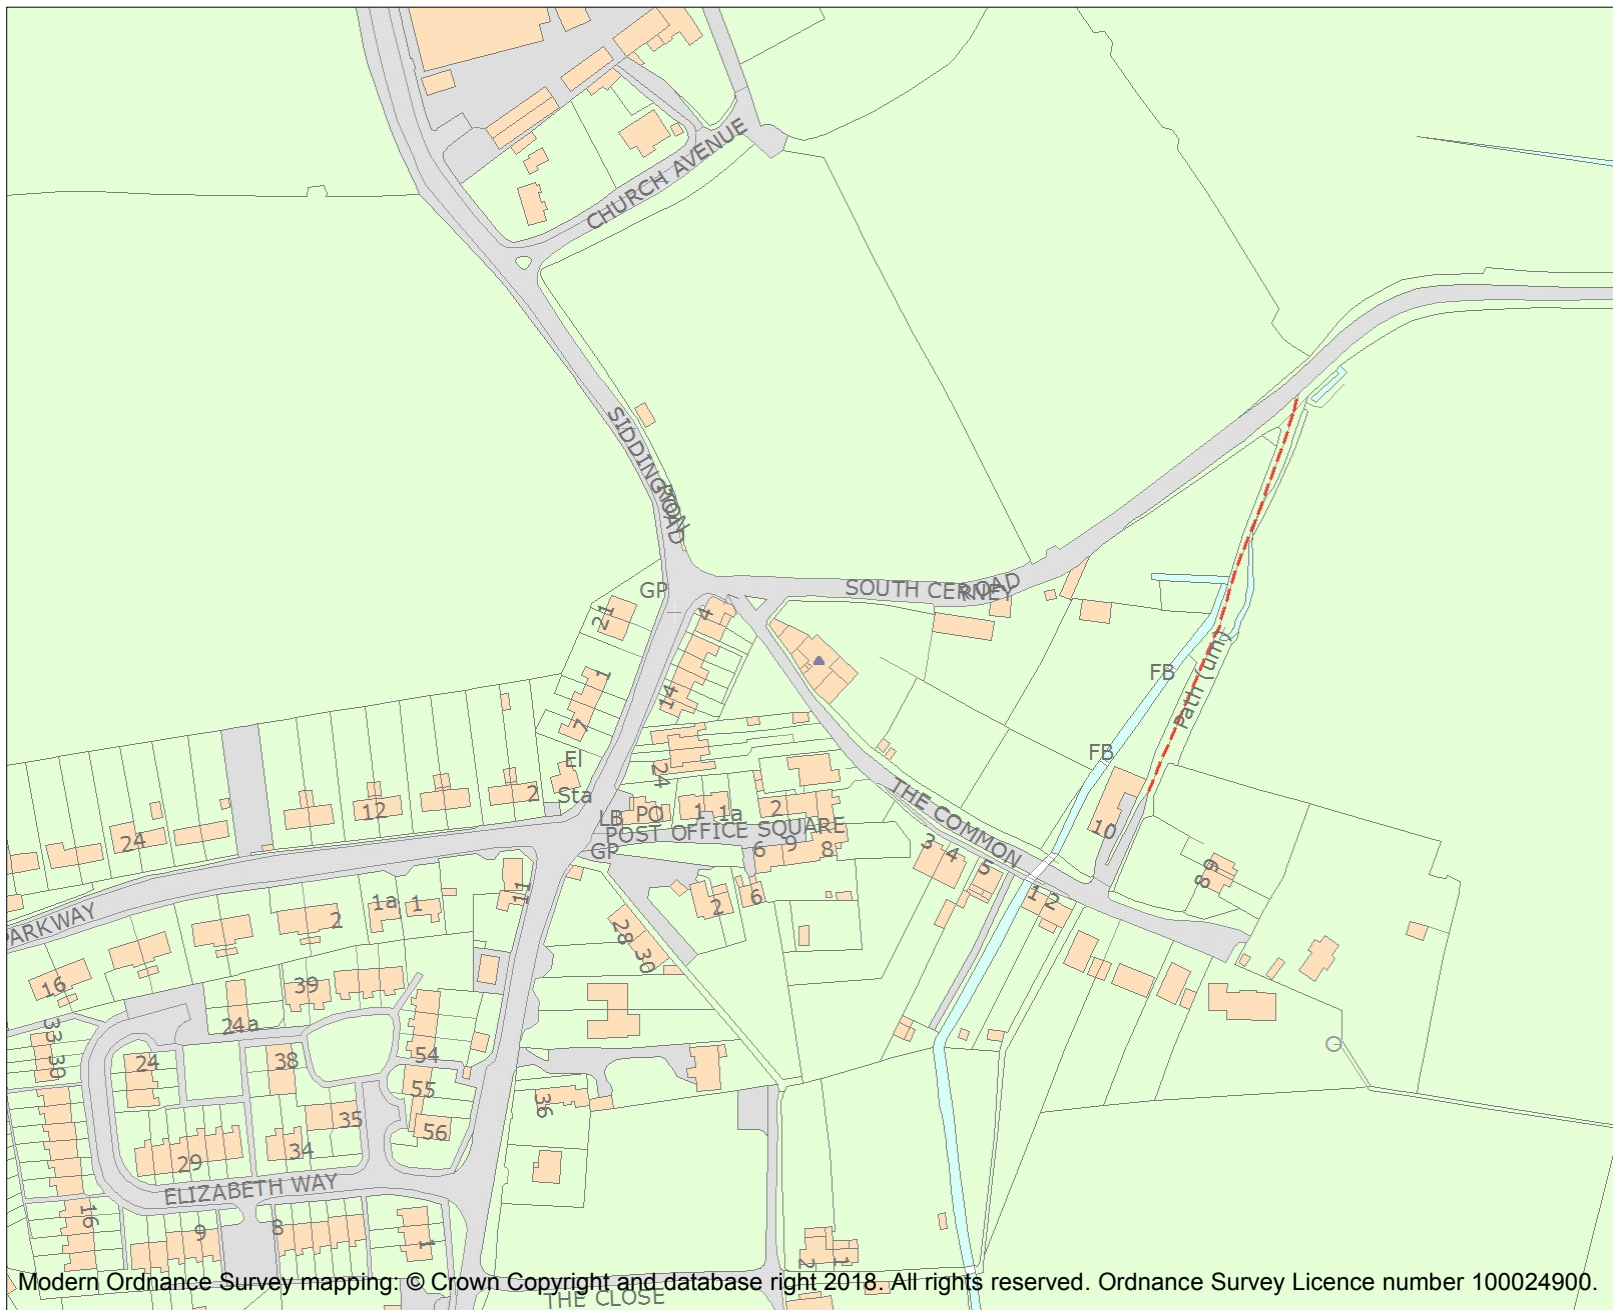 CHURCH AVENUE
SIDDINGTON
ROAD
GP
21
4
SOUTH CERNEY
ROAD
1
14
7
FB
Path (um)
FB
El
Sta
24
2
12
24
LB
PO
1
1a
2
THE COMMON
POST OFFICE SQUARE
GP
6
9
8
3
4
5
10
1
2
9
8
PARKWAY
2
1a
1
11
2
6
28
30
16
39
24a
33
30
24
38
54
55
36
35
56
29
34
ELIZABETH WAY
16
9
8
1
2
1
Modern Ordnance Survey mapping: © Crown Copyright and database right 2018. All rights reserved. Ordnance Survey Licence number 100024900.
THE CLOSE